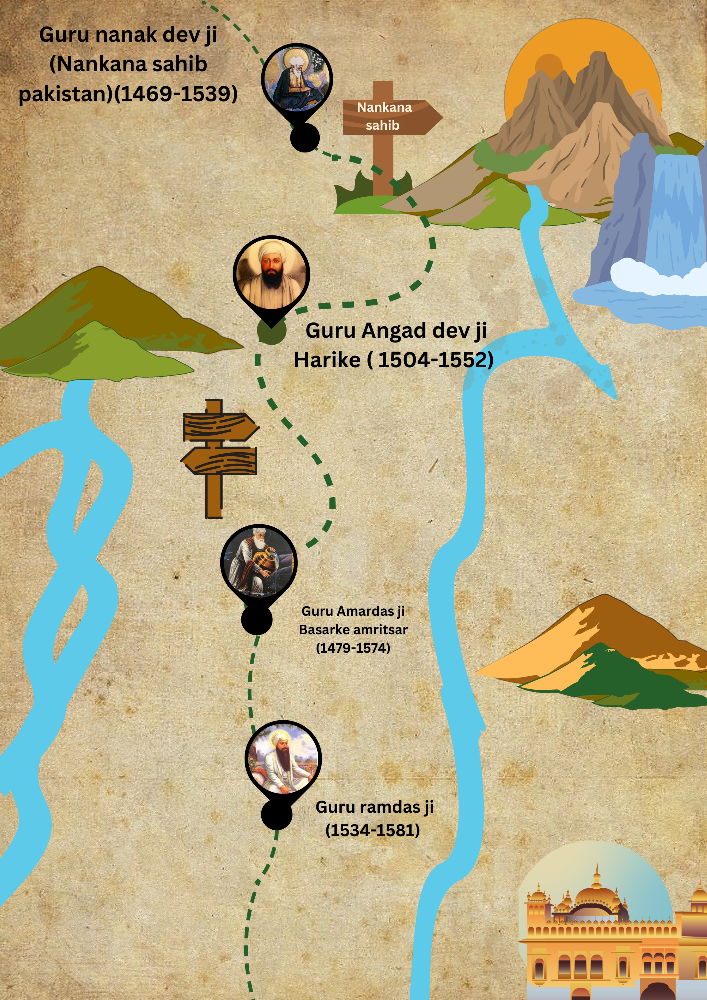 Guru nanak dev ji
(Nankana sahib
pakistan)(1469-1539)
Nankana
sahib
Guru Angad dev ji
Harike ( 1504-1552)
Guru Amardas ji
Basarke amritsar
(1479-1574)
Guru ramdas ji
(1534-1581)